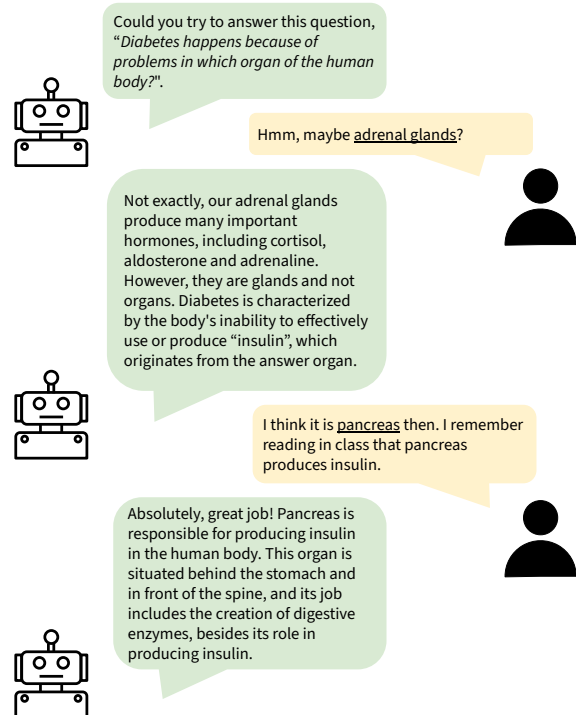 Could you try to answer this question,
“Diabetes happens because of
problems in which organ of the human
body?".
Hmm, maybe adrenal glands?
Not exactly, our adrenal glands
produce many important
hormones, including cortisol,
aldosterone and adrenaline.
However, they are glands and not
organs. Diabetes is characterized
by the body's inability to effectively
use or produce “insulin”, which
originates from the answer organ.
I think it is pancreas then. I remember
reading in class that pancreas
produces insulin.
Absolutely, great job! Pancreas is
responsible for producing insulin
in the human body. This organ is
situated behind the stomach and
in front of the spine, and its job
includes the creation of digestive
enzymes, besides its role in
producing insulin.